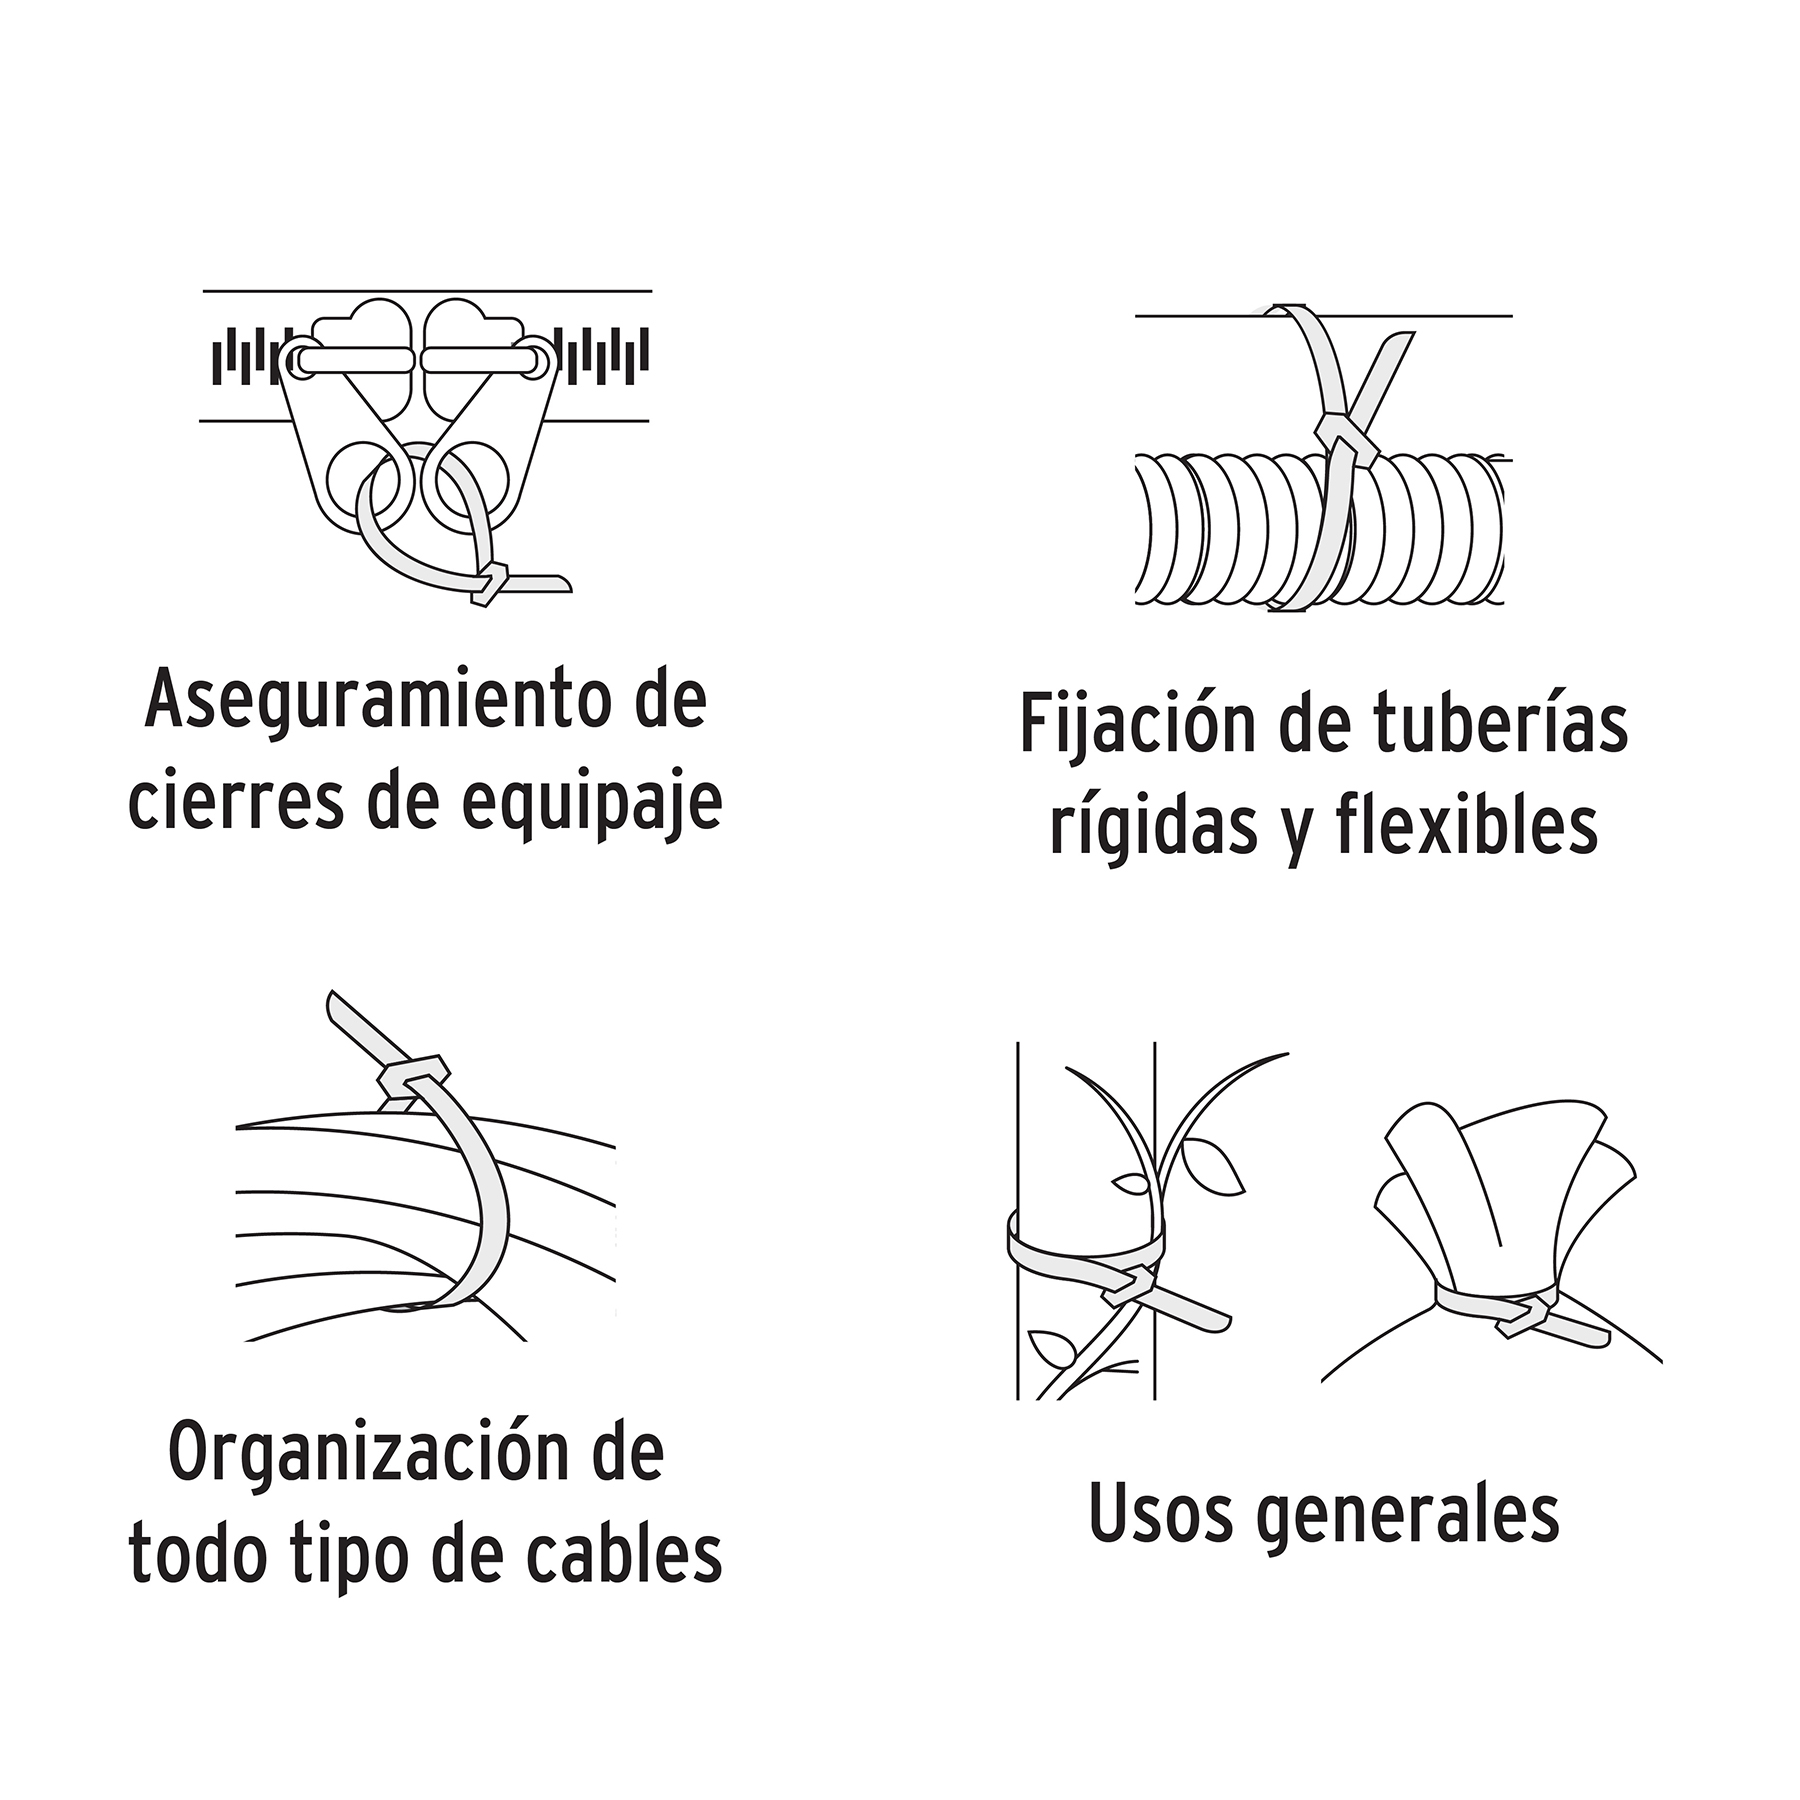 Aseguramiento de
cierres de equipaje
Fijación de tuberías
rígidas y flexibles
Organización de
todo tipo de cables
Usos generales